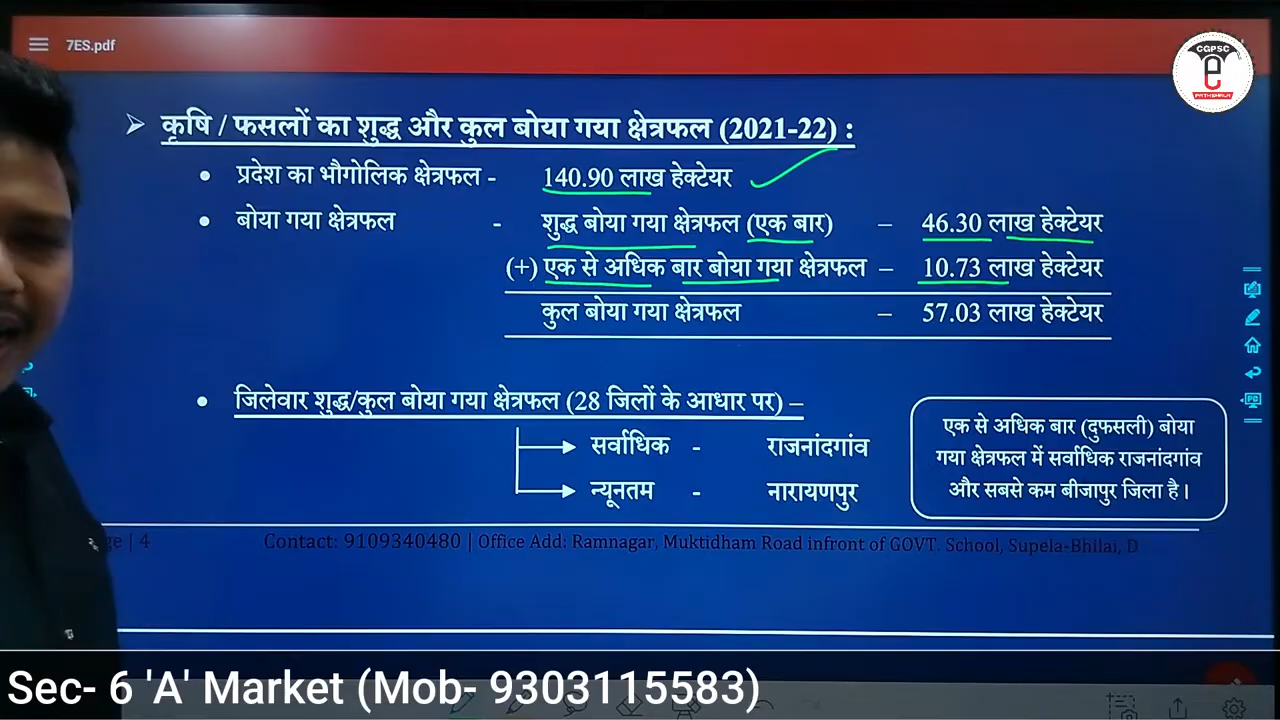 7ES.pdf
CGPSC
e
PATHSHALA
➤ कृषि / फसलों का शुद्ध और कुल बोया गया क्षेत्रफल (2021-22) :
• प्रदेश का भौगोलिक क्षेत्रफल - 140.90 लाख हेक्टेयर
• बोया गया क्षेत्रफल - शुद्ध बोया गया क्षेत्रफल (एक बार) – 46.30 लाख हेक्टेयर
(+) एक से अधिक बार बोया गया क्षेत्रफल – 10.73 लाख हेक्टेयर
कुल बोया गया क्षेत्रफल – 57.03 लाख हेक्टेयर
• जिलेवार शुद्ध/कुल बोया गया क्षेत्रफल (28 जिलों के आधार पर) –
सर्वाधिक - राजनांदगांव
न्यूनतम - नारायणपुर
एक से अधिक बार (दुफसली) बोया
गया क्षेत्रफल में सर्वाधिक राजनांदगांव
और सबसे कम बीजापुर जिला है।
| 4 Contact: 9109340480 | Office Add: Ramnagar, Muktidham Road infront of GOVT. School, Supela-Bhilai, D
Sec- 6 'A' Market (Mob- 9303115583)